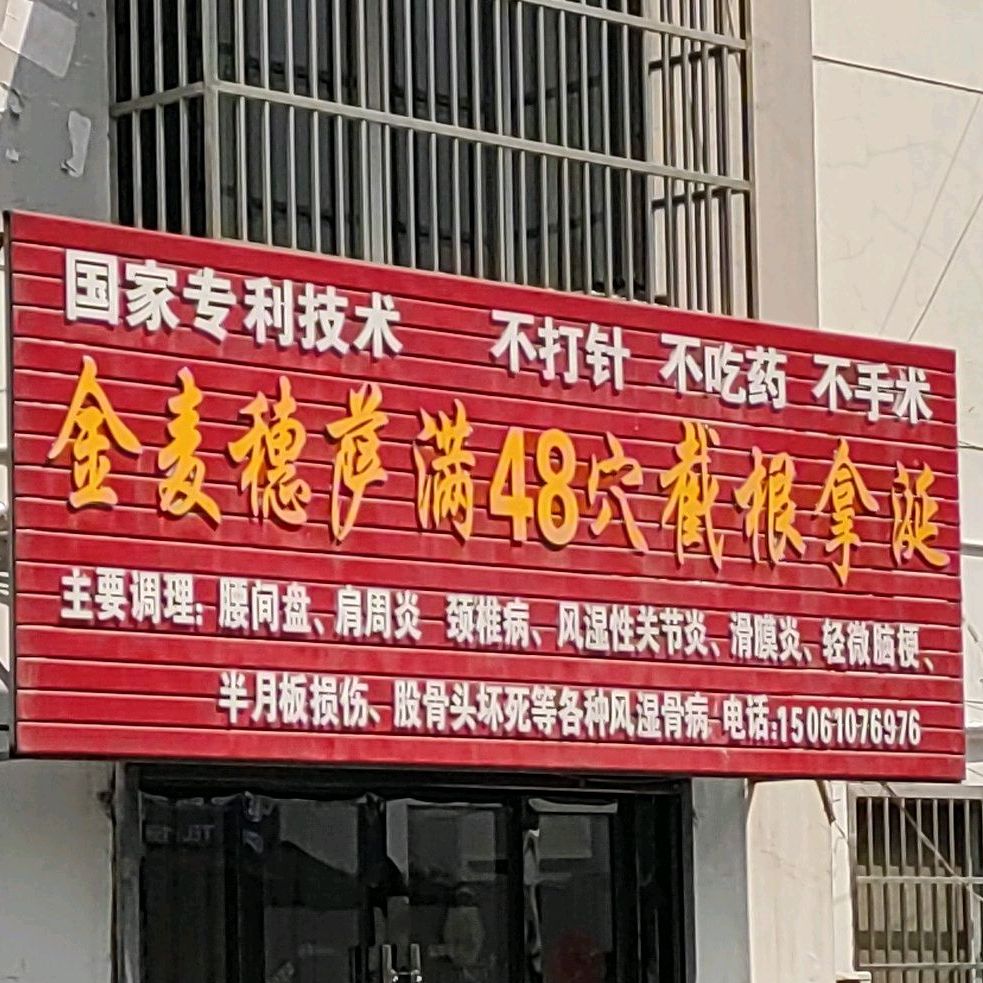 国家专利技术 不打针 不吃药 不手术
金麦穗萨满48穴截根拿涎
主要调理: 腰间盘、肩周炎 颈椎病、风湿性关节炎、滑膜炎、轻微脑梗、
半月板损伤、股骨头坏死等各种风湿骨病 电话:15061076976